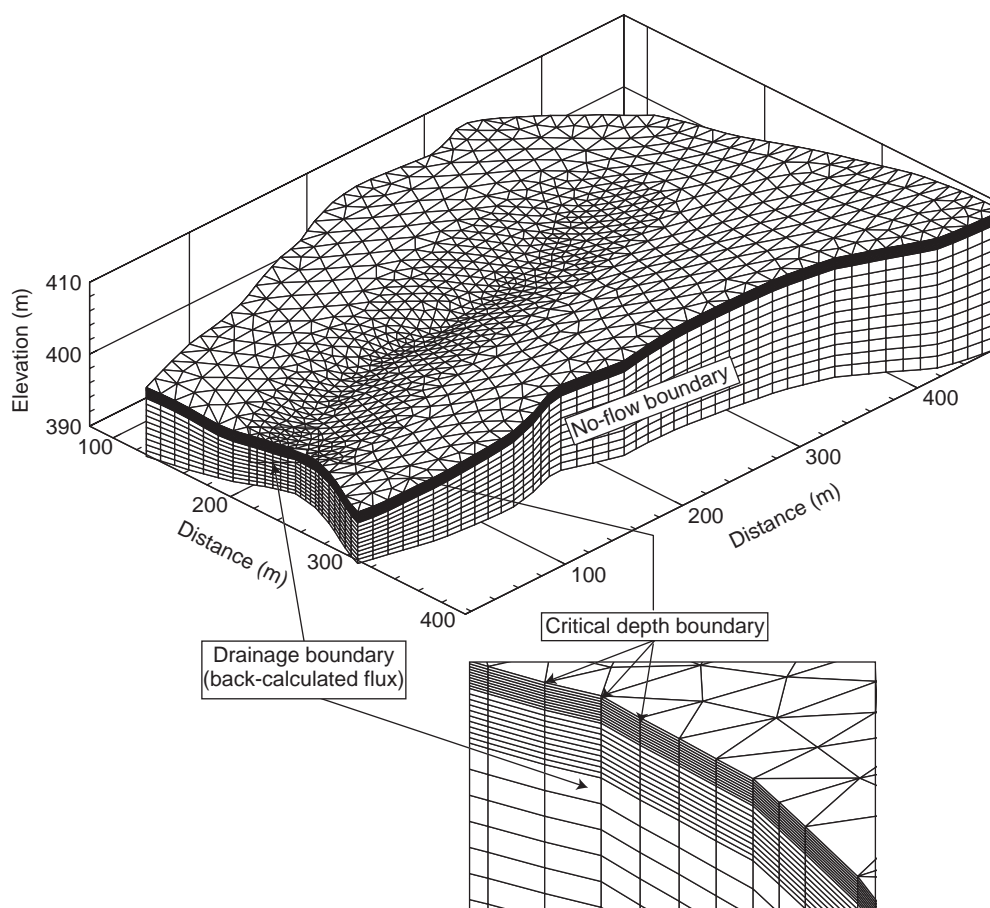 410
400
390
Elevation (m)
100
200
300
400
Distance (m)
100
200
300
400
Distance (m)
No-flow boundary
Critical depth boundary
Drainage boundary
(back-calculated flux)